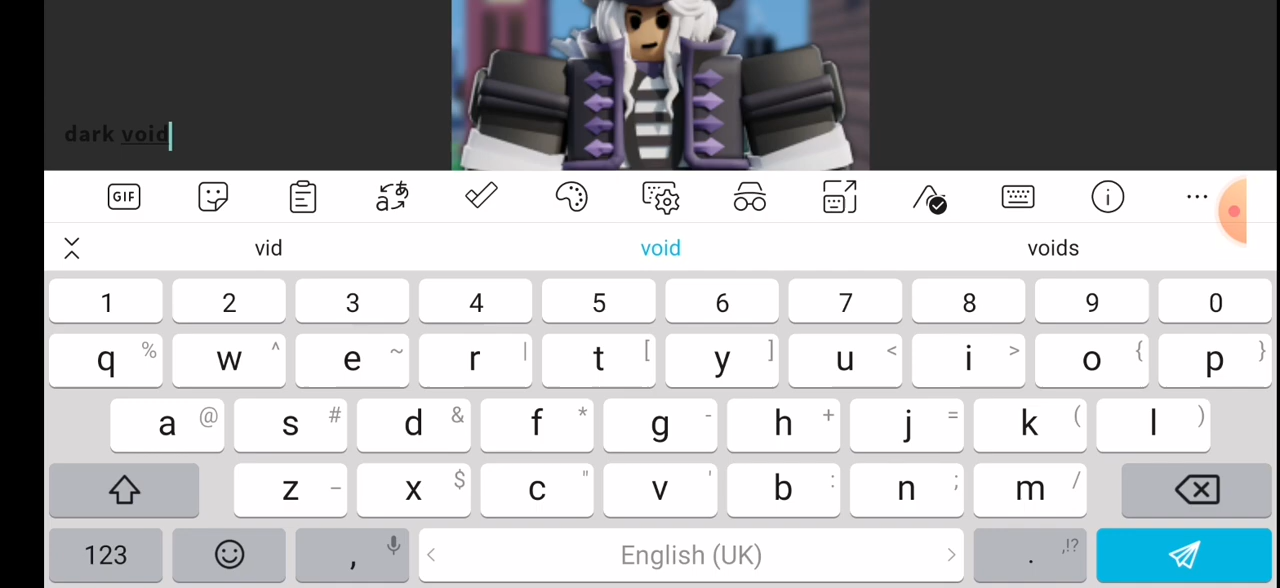 dark void
GIF
vid void voids
1 2 3 4 5 6 7 8 9 0
q % w ^ e ~ r | t [ y ] u < i > o { p }
a @ s # d & f * g - h + j = k ( l )
z _ x $ c " v ' b : n ; m /
123 , < English (UK) > . ,!?